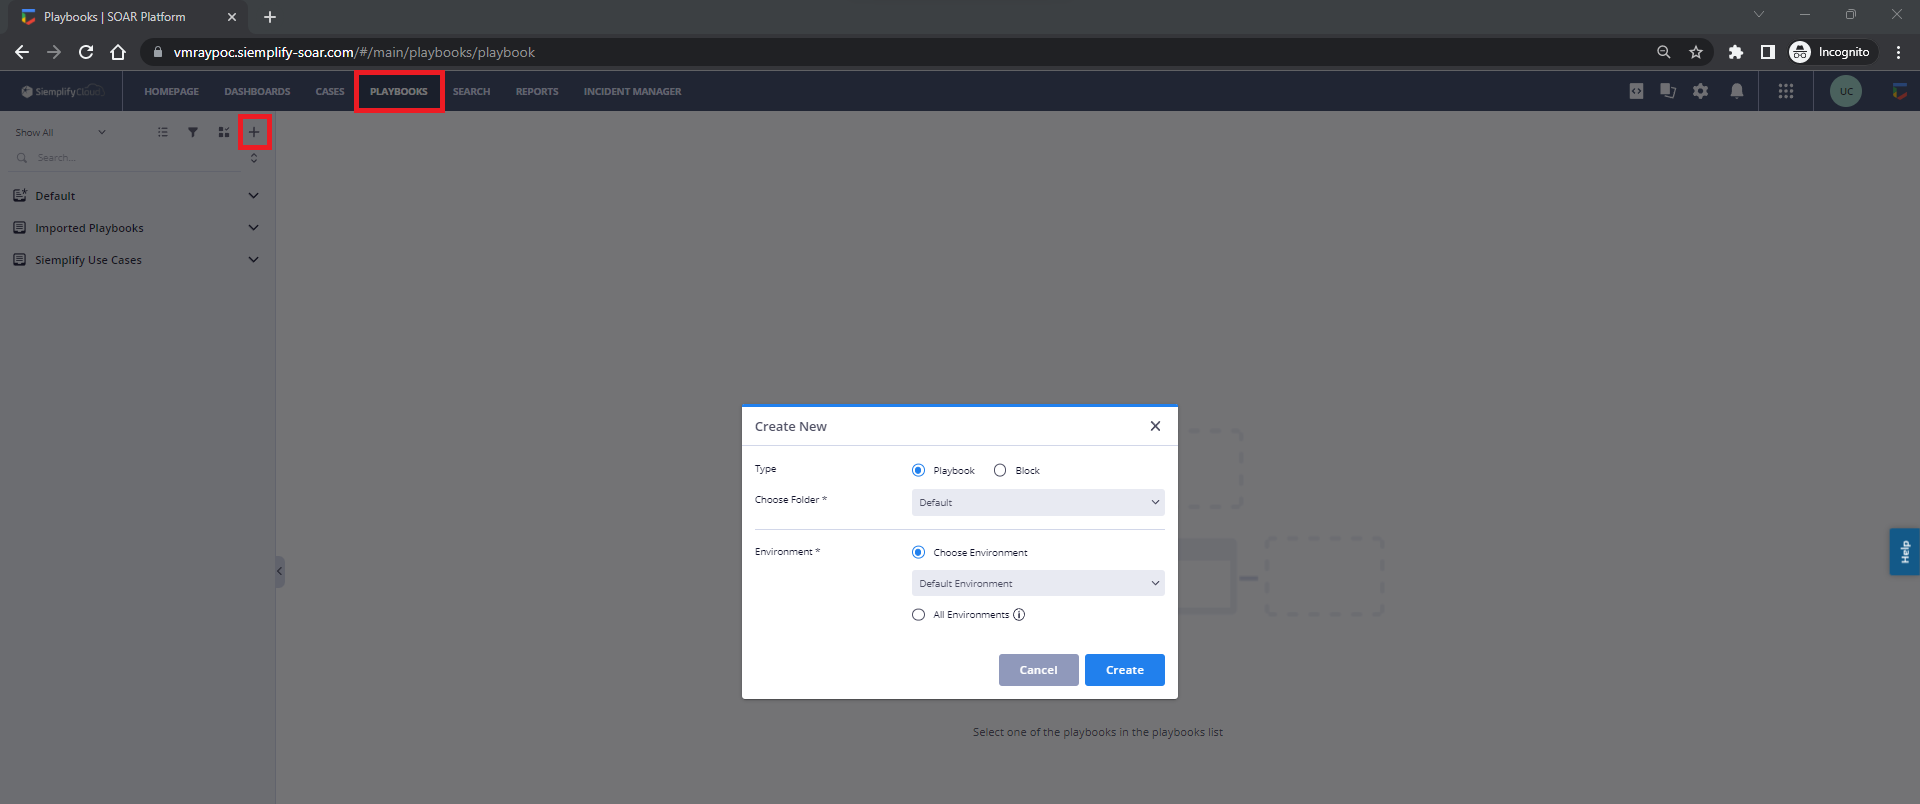 Playbooks | SOAR Platform
vmraypoc.siemplify-soar.com/#/main/playbooks/playbook
Incognito
SiemplifyCloud
HOMEPAGE DASHBOARDS CASES PLAYBOOKS SEARCH REPORTS INCIDENT MANAGER
UC
Show All
Search...
Default
Imported Playbooks
Siemplify Use Cases
Create New
Type
Playbook Block
Choose Folder *
Default
Environment *
Choose Environment
Default Environment
All Environments
Cancel Create
Select one of the playbooks in the playbooks list
Help